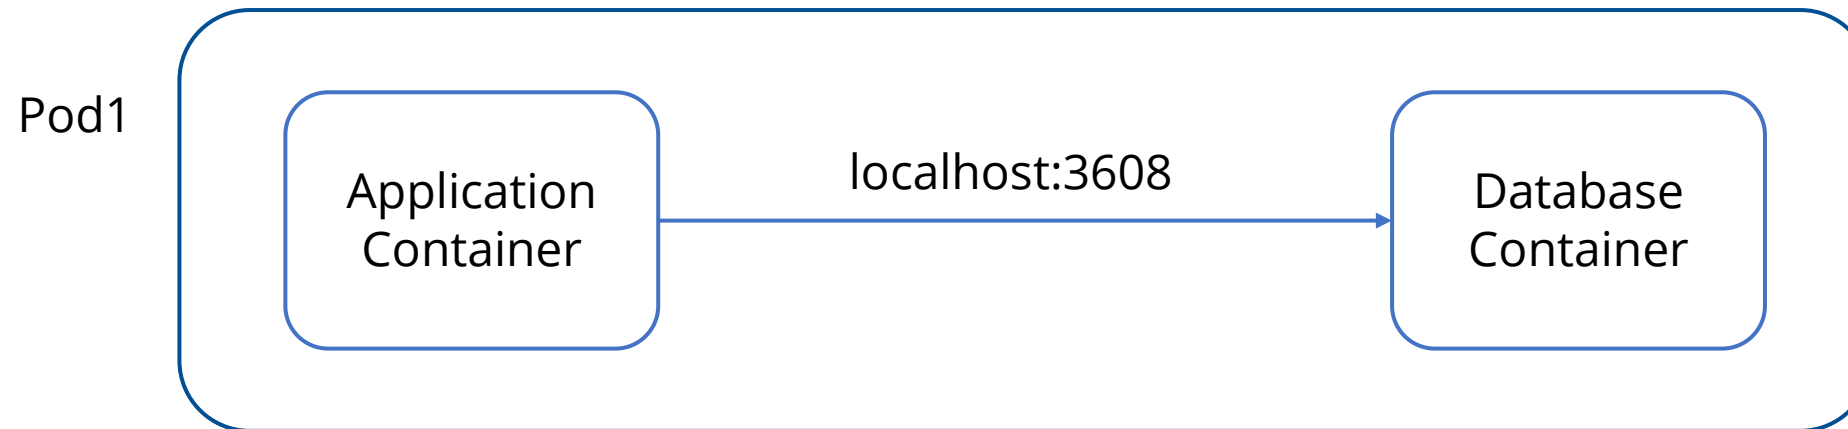 Pod1
Application
Container
localhost:3608
Database
Container